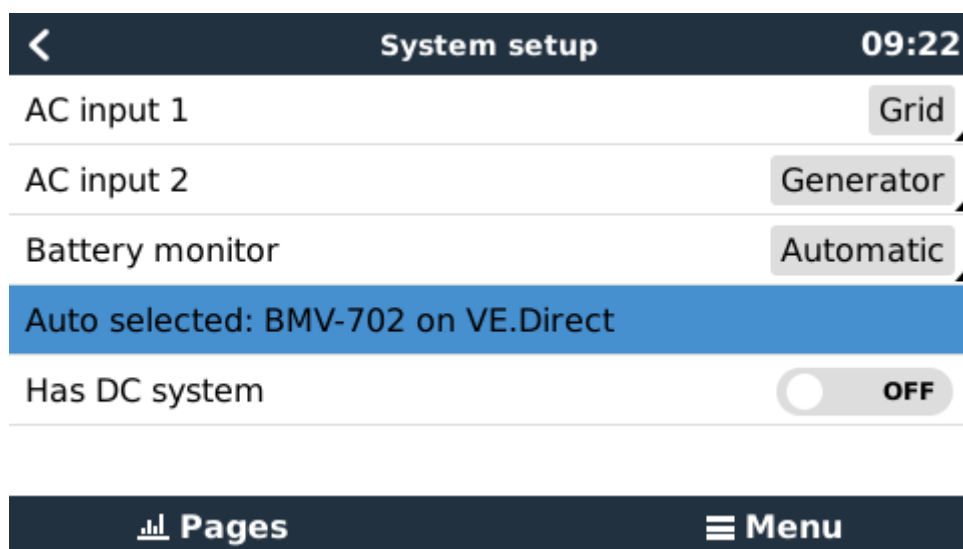 System setup 09:22
AC input 1 Grid
AC input 2 Generator
Battery monitor Automatic
Auto selected: BMV-702 on VE.Direct
Has DC system OFF
Pages Menu